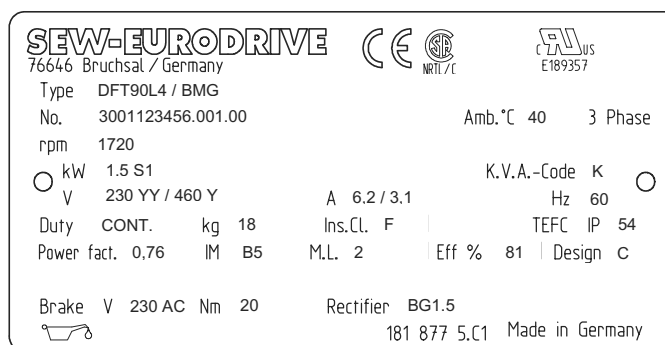 SEW-EURODRIVE CE NRTL/C c UR US
76646 Bruchsal / Germany E189357
Type DFT90L4 / BMG
No. 3001123456.001.00 Amb.°C 40 3 Phase
rpm 1720
kW 1.5 S1 K.V.A.-Code K
V 230 YY / 460 Y A 6,2 / 3,1 Hz 60
Duty CONT. kg 18 Ins.Cl. F TEFC IP 54
Power fact. 0,76 IM B5 M.L. 2 Eff % 81 Design C
Brake V 230 AC Nm 20 Rectifier BG1.5
181 877 5.C1 Made in Germany